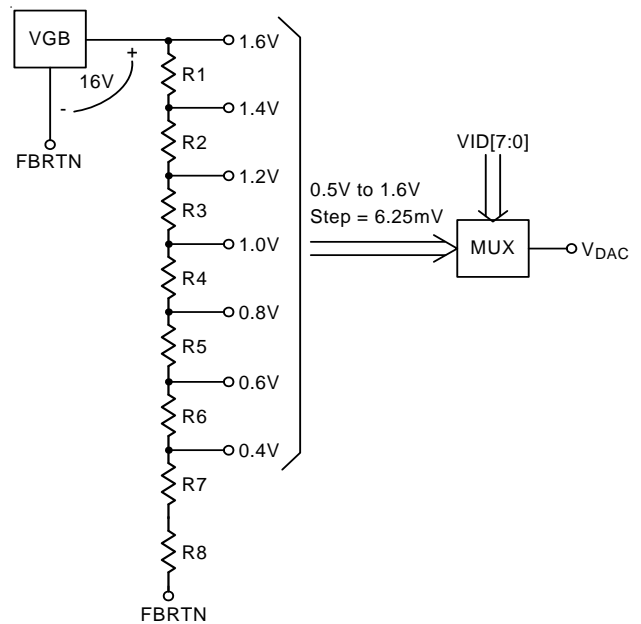 VGB
1.6V
+
16V
-
R1
1.4V
FBRTN
R2
VID[7:0]
1.2V
0.5V to 1.6V
R3
Step = 6.25mV
1.0V
MUX
VDAC
R4
0.8V
R5
0.6V
R6
0.4V
R7
R8
FBRTN